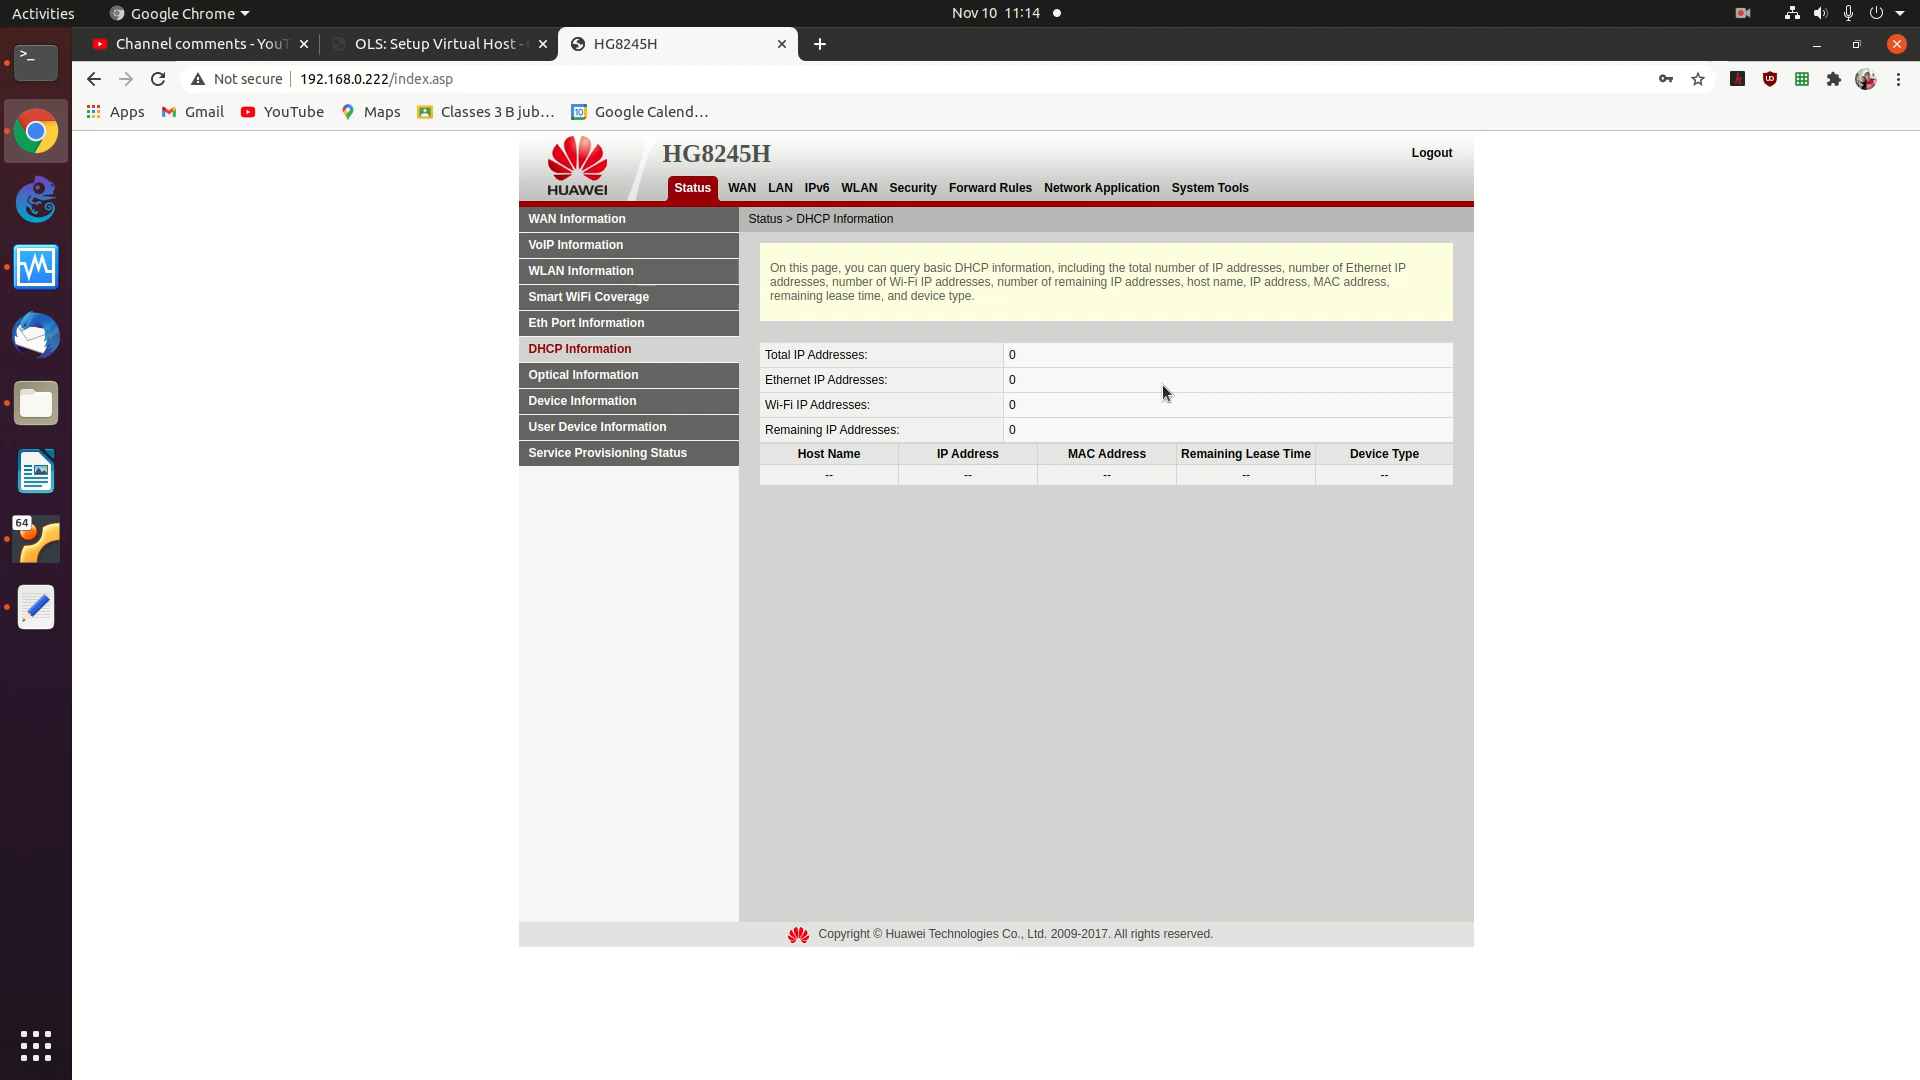 Activities
Google Chrome
Nov 10 11:14
Channel comments - YouT
OLS: Setup Virtual Host -
HG8245H
Not secure
192.168.0.222/index.asp
Apps
Gmail
YouTube
Maps
Classes 3 B jub...
10
Google Calend...
HUAWEI
HG8245H
Logout
Status
WAN
LAN
IPv6
WLAN
Security
Forward Rules
Network Application
System Tools
WAN Information
VoIP Information
WLAN Information
Smart WiFi Coverage
Eth Port Information
DHCP Information
Optical Information
Device Information
User Device Information
Service Provisioning Status
Status > DHCP Information
On this page, you can query basic DHCP information, including the total number of IP addresses, number of Ethernet IP
addresses, number of Wi-Fi IP addresses, number of remaining IP addresses, host name, IP address, MAC address,
remaining lease time, and device type.
Total IP Addresses: 0
Ethernet IP Addresses: 0
Wi-Fi IP Addresses: 0
Remaining IP Addresses: 0
Host Name IP Address MAC Address Remaining Lease Time Device Type
-- -- -- -- --
64
Copyright © Huawei Technologies Co., Ltd. 2009-2017. All rights reserved.